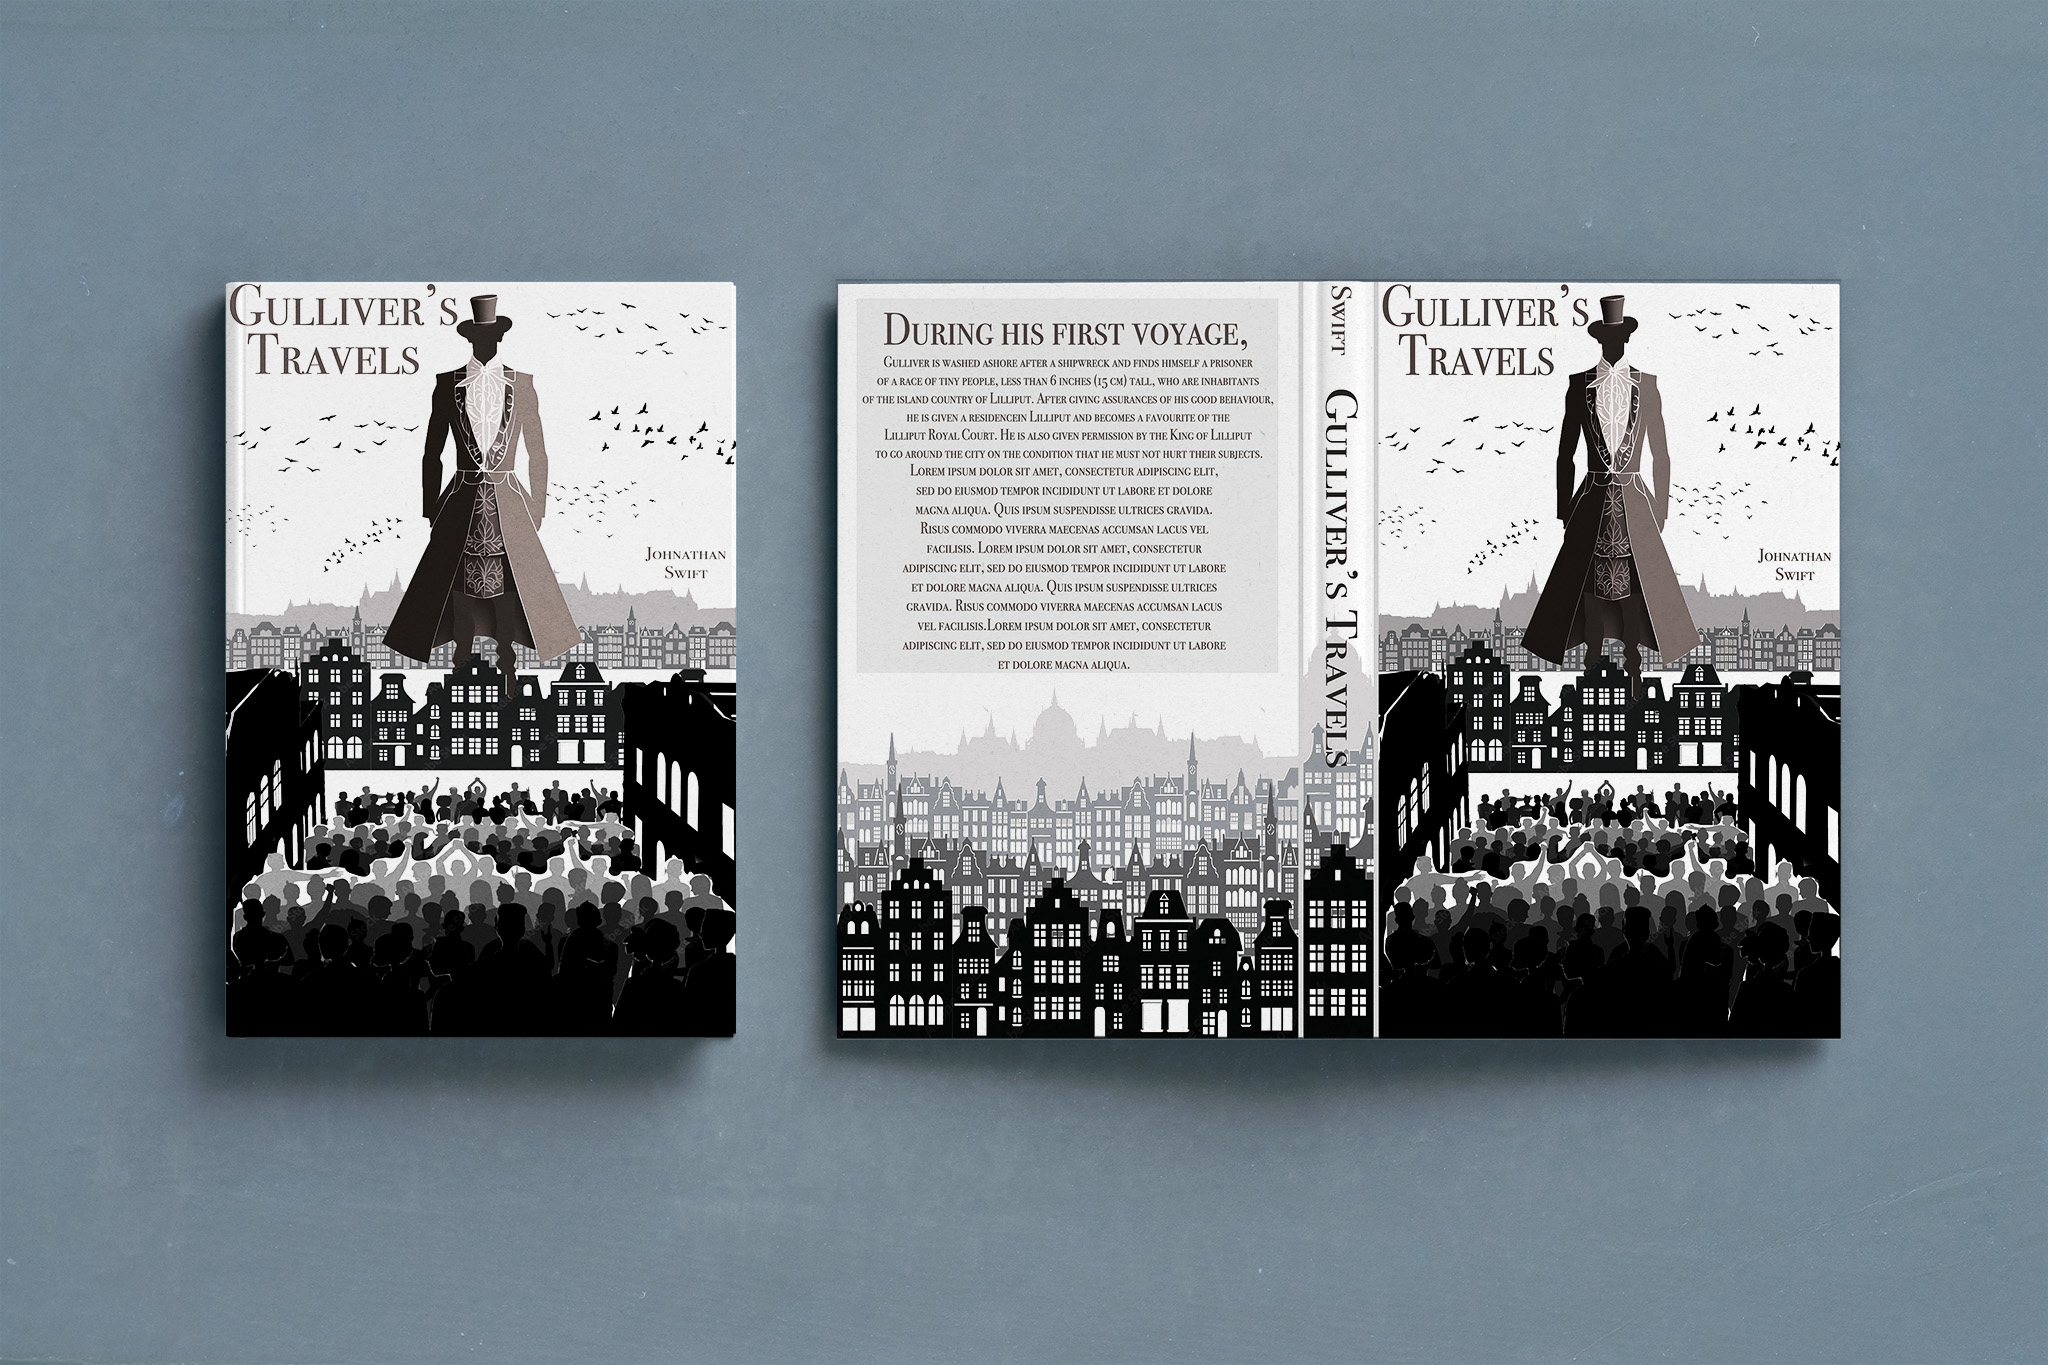 Gulliver's
Travels
Johnathan
Swift
During his first voyage,
Gulliver is washed ashore after a shipwreck and finds himself a prisoner
of a race of tiny people, less than 6 inches (15 cm) tall, who are inhabitants
of the island country of Lilliput. After giving assurances of his good behaviour,
he is given a residencein Lilliput and becomes a favourite of the
Lilliput Royal Court. He is also given permission by the King of Lilliput
to go around the city on the condition that he must not hurt their subjects.
Lorem ipsum dolor sit amet, consectetur adipiscing elit,
sed do eiusmod tempor incididunt ut labore et dolore
magna aliqua. Quis ipsum suspendisse ultrices gravida.
Risus commodo viverra maecenas accumsan lacus vel
facilisis. Lorem ipsum dolor sit amet, consectetur
adipiscing elit, sed do eiusmod tempor incididunt ut labore
et dolore magna aliqua. Quis ipsum suspendisse ultrices
gravida. Risus commodo viverra maecenas accumsan lacus
vel facilisis.Lorem ipsum dolor sit amet, consectetur
adipiscing elit, sed do eiusmod tempor incididunt ut labore
et dolore magna aliqua.
Swift Gulliver's Travels
Gulliver's
Travels
Johnathan
Swift